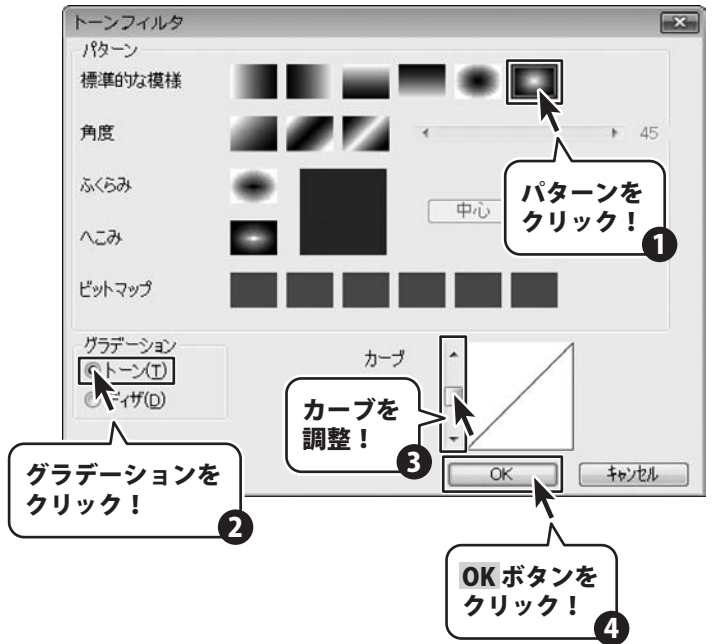 トーンフィルタ
パターン
標準的な模様
角度
45
ふくらみ
中心
へこみ
ビットマップ
パターンを
クリック！
1
グラデーション
トーン(T)
ディザ(D)
カーブ
カーブを
調整！
3
OK
キャンセル
グラデーションを
クリック！
2
OK ボタンを
クリック！
4